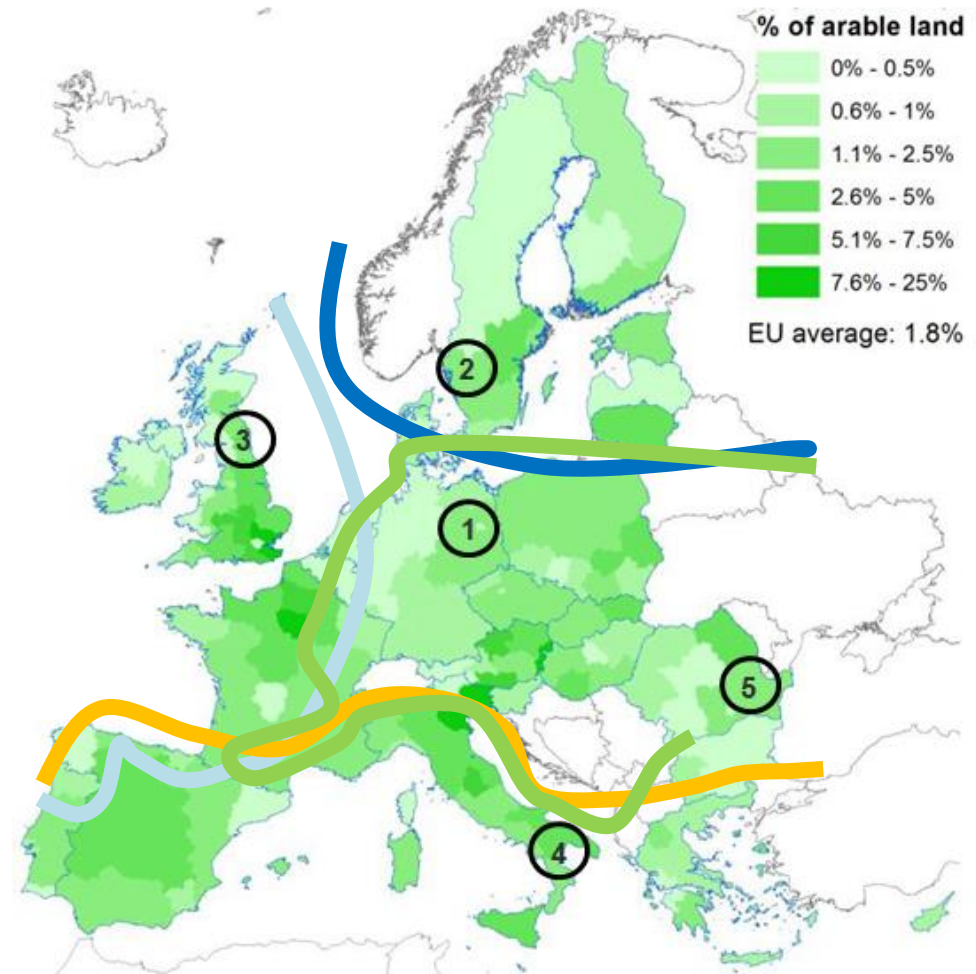 % of arable land
0% - 0.5%
0.6% - 1%
1.1% - 2.5%
2.6% - 5%
5.1% - 7.5%
7.6% - 25%
EU average: 1.8%
2
3
1
5
4